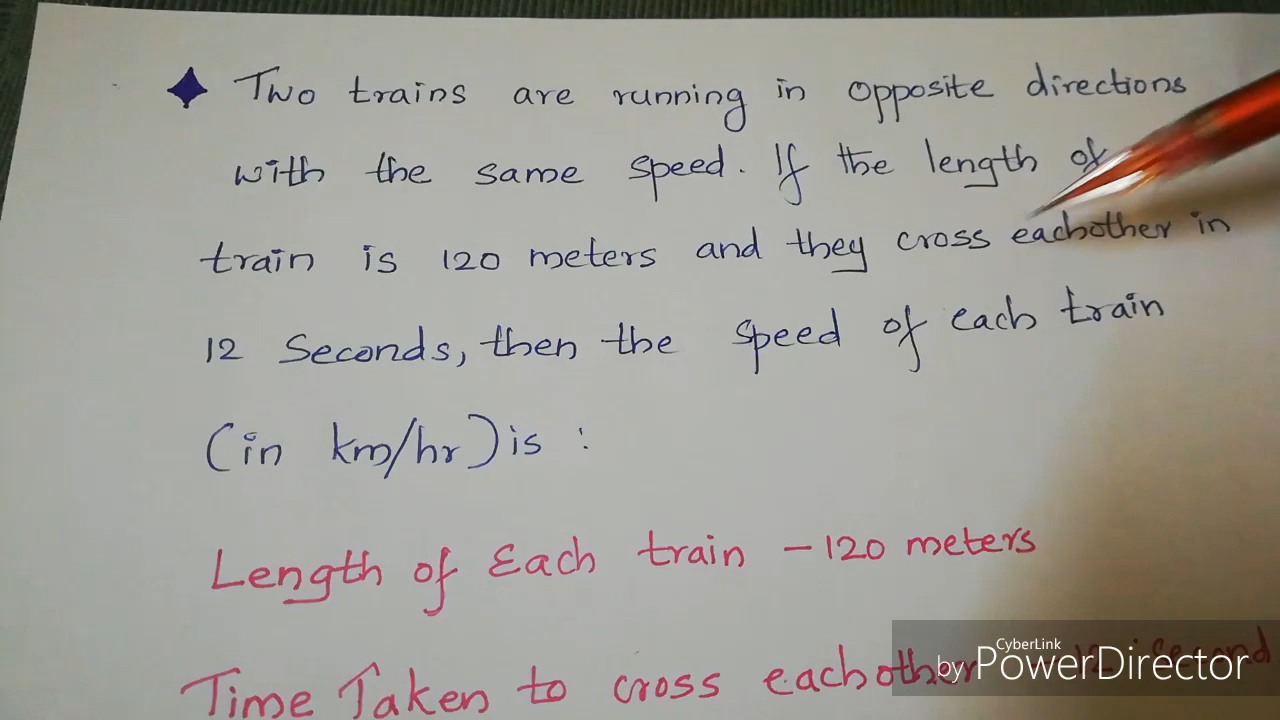 Two trains are running in opposite directions
with the same speed. If the length of
train is 120 meters and they cross eachother in
12 Seconds, then the speed of each train
(in km/hr) is :
Length of Each train - 120 meters
Time Taken to cross eachother
CyberLink
by PowerDirector